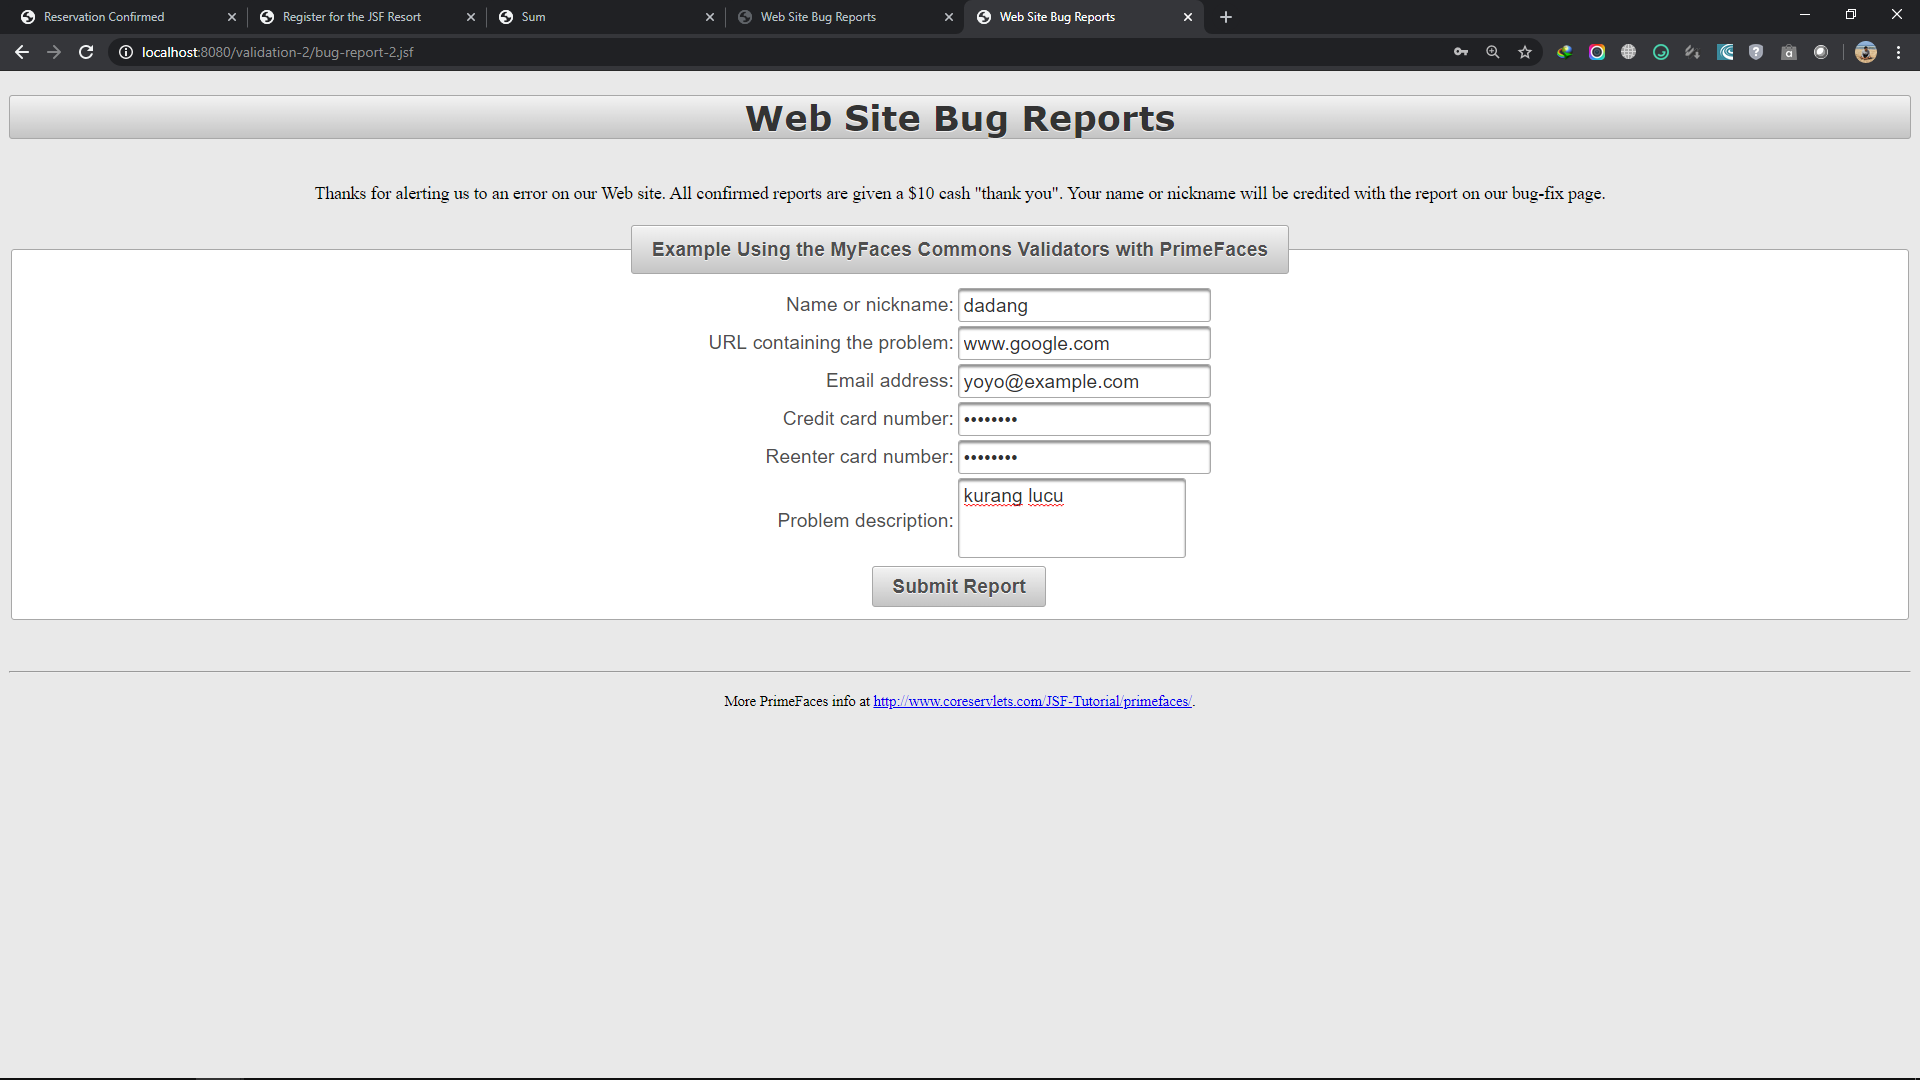 Reservation Confirmed
Register for the JSF Resort
Sum
Web Site Bug Reports
Web Site Bug Reports
localhost:8080/validation-2/bug-report-2.jsf
Web Site Bug Reports
Thanks for alerting us to an error on our Web site. All confirmed reports are given a $10 cash "thank you". Your name or nickname will be credited with the report on our bug-fix page.
Example Using the MyFaces Commons Validators with PrimeFaces
Name or nickname: dadang
URL containing the problem: www.google.com
Email address: yoyo@example.com
Credit card number: ••••••••
Reenter card number: ••••••••
Problem description: kurang lucu
Submit Report
More PrimeFaces info at http://www.coreservlets.com/JSF-Tutorial/primefaces/.